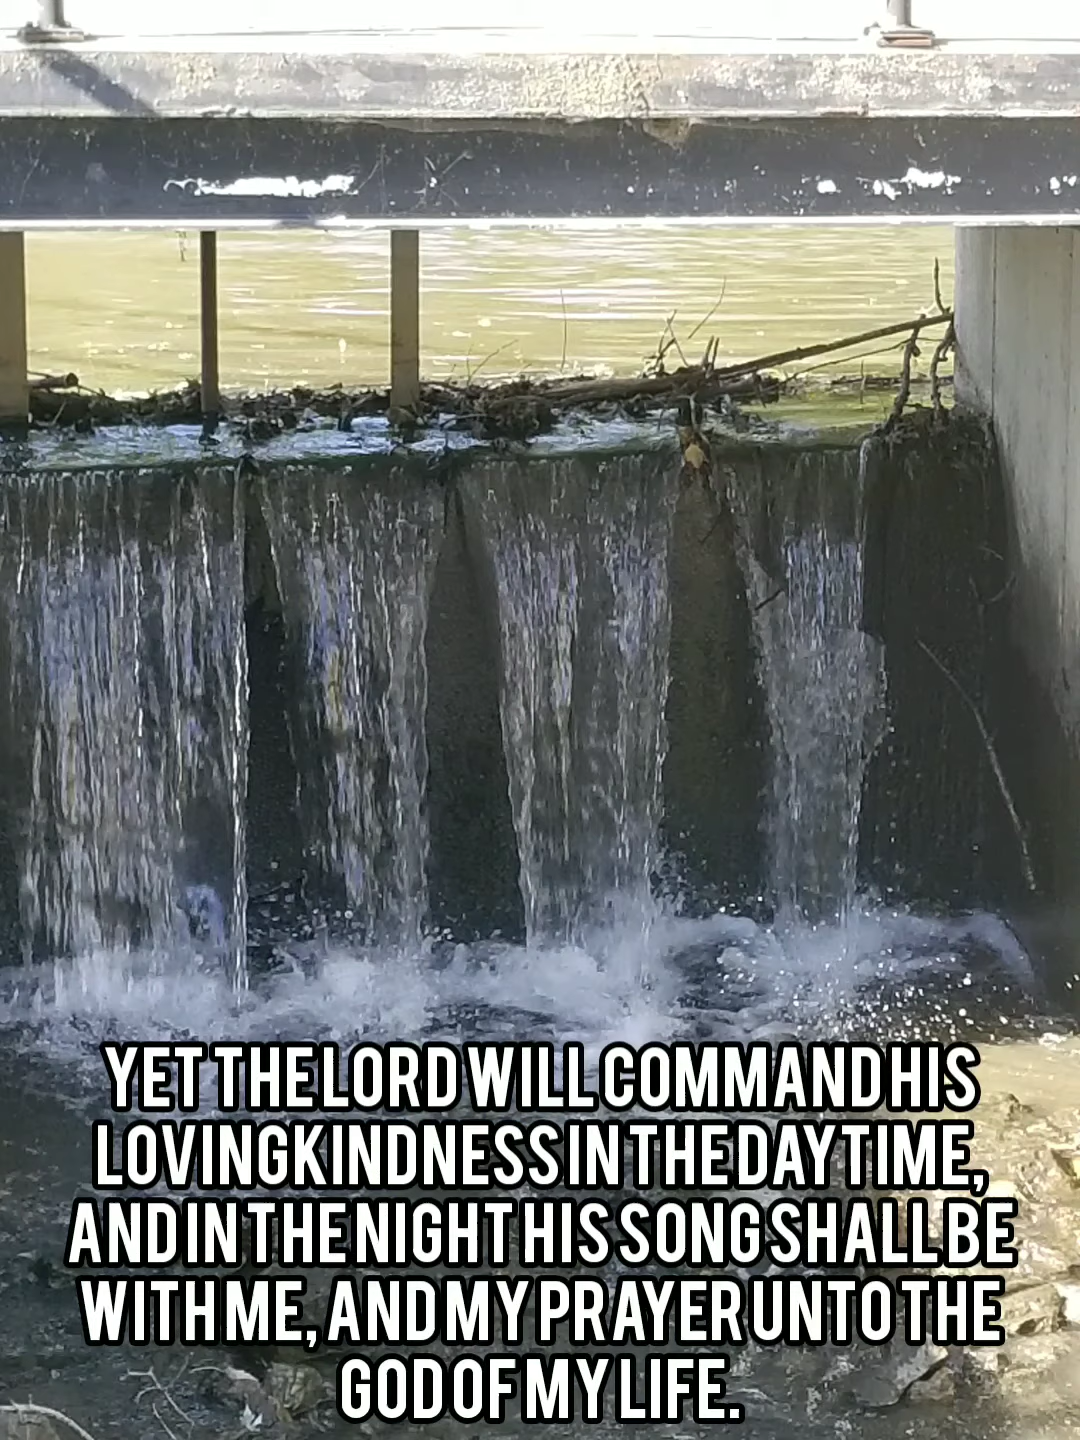 YET THE LORD WILL COMMAND HIS
LOVINGKINDNESS IN THE DAYTIME,
AND IN THE NIGHT HIS SONG SHALL BE
WITH ME, AND MY PRAYER UNTO THE
GOD OF MY LIFE.